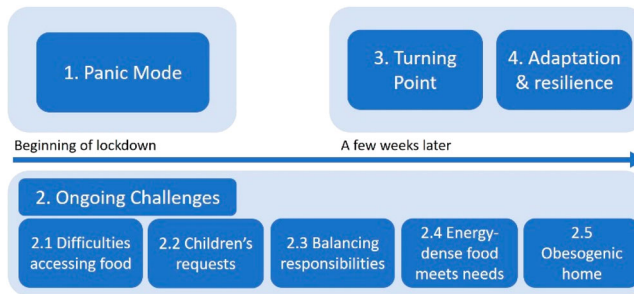 1. Panic Mode
3. Turning
Point
4. Adaptation
& resilience
Beginning of lockdown
A few weeks later
2. Ongoing Challenges
2.1 Difficulties
accessing food
2.2 Children's
requests
2.3 Balancing
responsibilities
2.4 Energy-
dense food
meets needs
2.5
Obesogenic
home